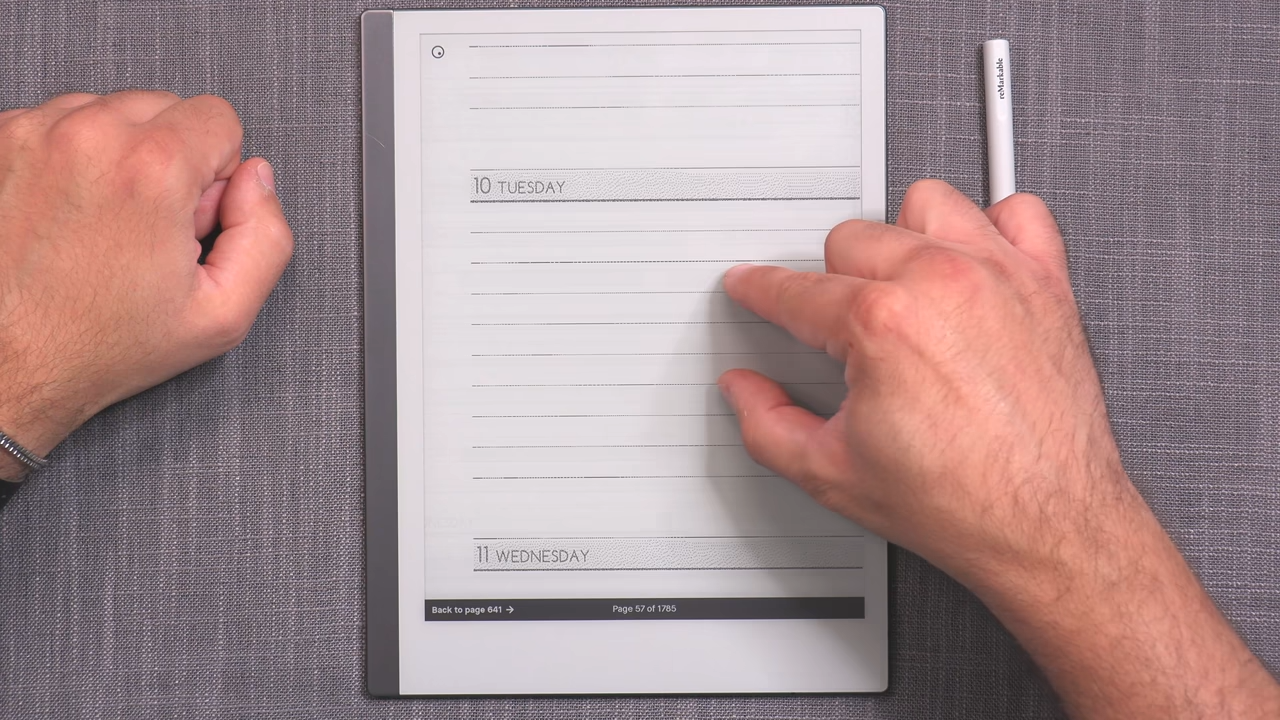 reMarkable
10 TUESDAY
11 WEDNESDAY
Back to page 641 → Page 57 of 1785